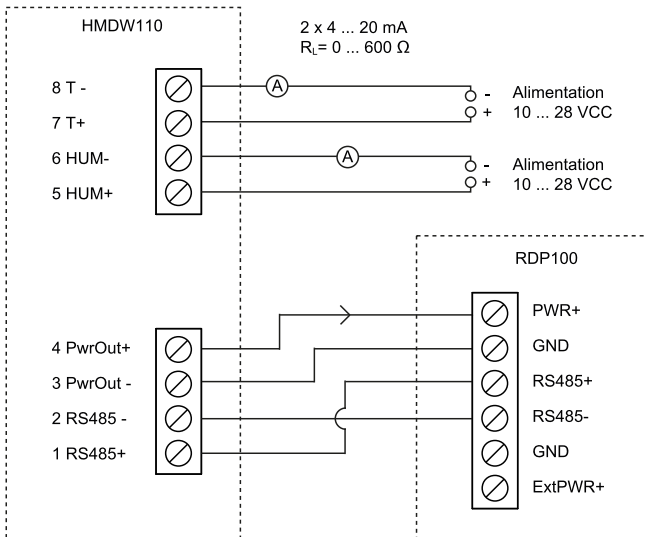 HMDW110
2 x 4 ... 20 mA
RL= 0 ... 600 Ω
8 T -
7 T+
6 HUM-
5 HUM+
A
- Alimentation
+ 10 ... 28 VCC
A
- Alimentation
+ 10 ... 28 VCC
RDP100
4 PwrOut+
3 PwrOut -
2 RS485 -
1 RS485+
PWR+
GND
RS485+
RS485-
GND
ExtPWR+